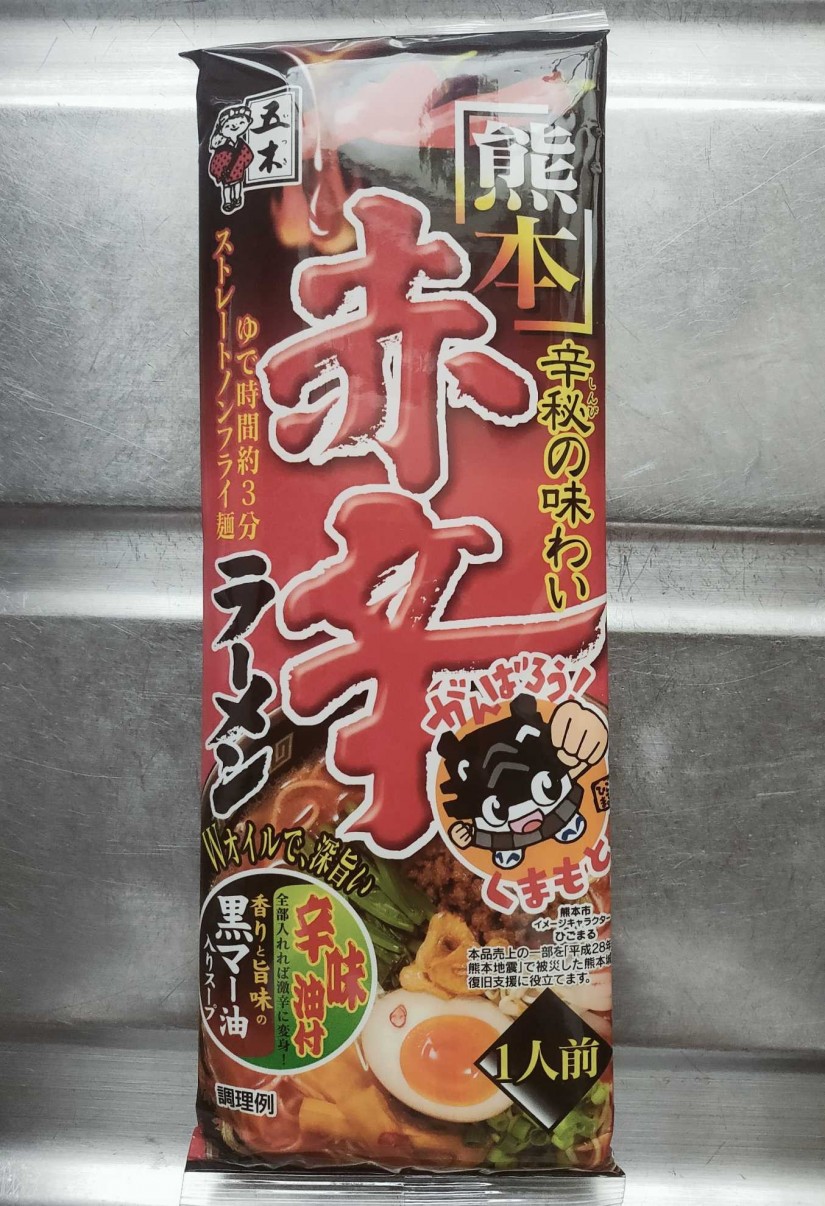 五木
熊本
辛秘の味わい
しんぴ
赤辛
ラーメン
ゆで時間約3分
ストレートノンフライ麺
がんばろう!
くまもと
熊本市
イメージキャラクター
ひごまる
本品売上の一部を「平成28年
熊本地震」で被災した熊本
復旧支援に役立てます。
Wオイルで、深旨い
香りと旨味の
黒マー油
入りスープ
辛味
油付
全部入れれば激辛に変身!
1人前
調理例